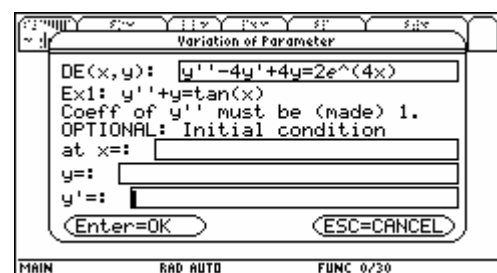 Variation of Parameter
DE(x,y): y''-4y'+4y=2e^(4x)
Ex1: y''+y=tan(x)
Coeff of y'' must be (made) 1.
OPTIONAL: Initial condition
at x=:
y=:
y'=:
Enter=OK ESC=CANCEL
MAIN RAD AUTO FUNC 0/30